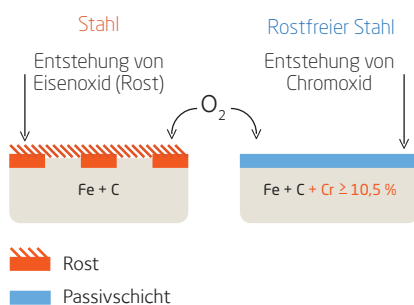 Stahl
Rostfreier Stahl
Entstehung von
Eisenoxid (Rost)
Entstehung von
Chromoxid
O₂
Fe + C
Fe + C + Cr ≥ 10,5 %
Rost
Passivschicht